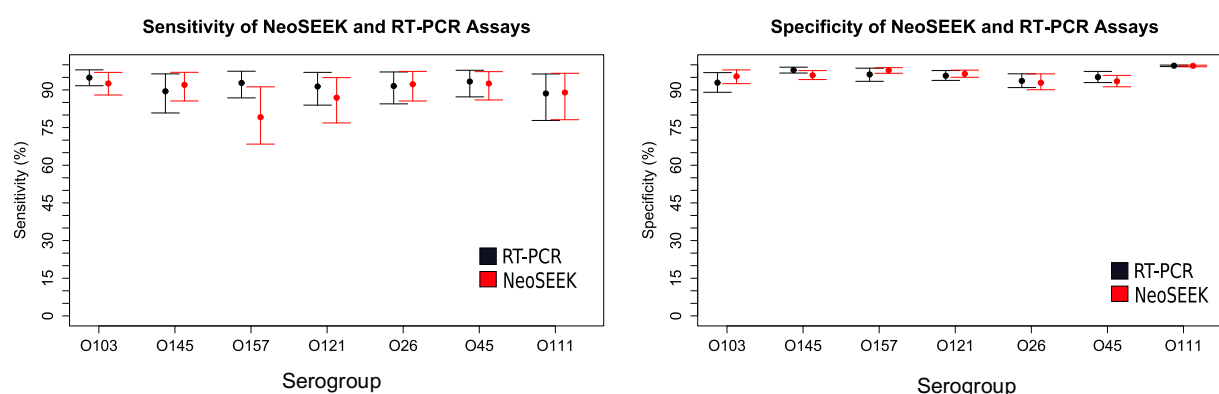 Sensitivity of NeoSEEK and RT-PCR Assays
Sensitivity (%)
90
75
60
45
30
15
0
RT-PCR
NeoSEEK
O103 O145 O157 O121 O26 O45 O111
Serogroup
Specificity of NeoSEEK and RT-PCR Assays
Specificity (%)
90
75
60
45
30
15
0
RT-PCR
NeoSEEK
O103 O145 O157 O121 O26 O45 O111
Serogroup